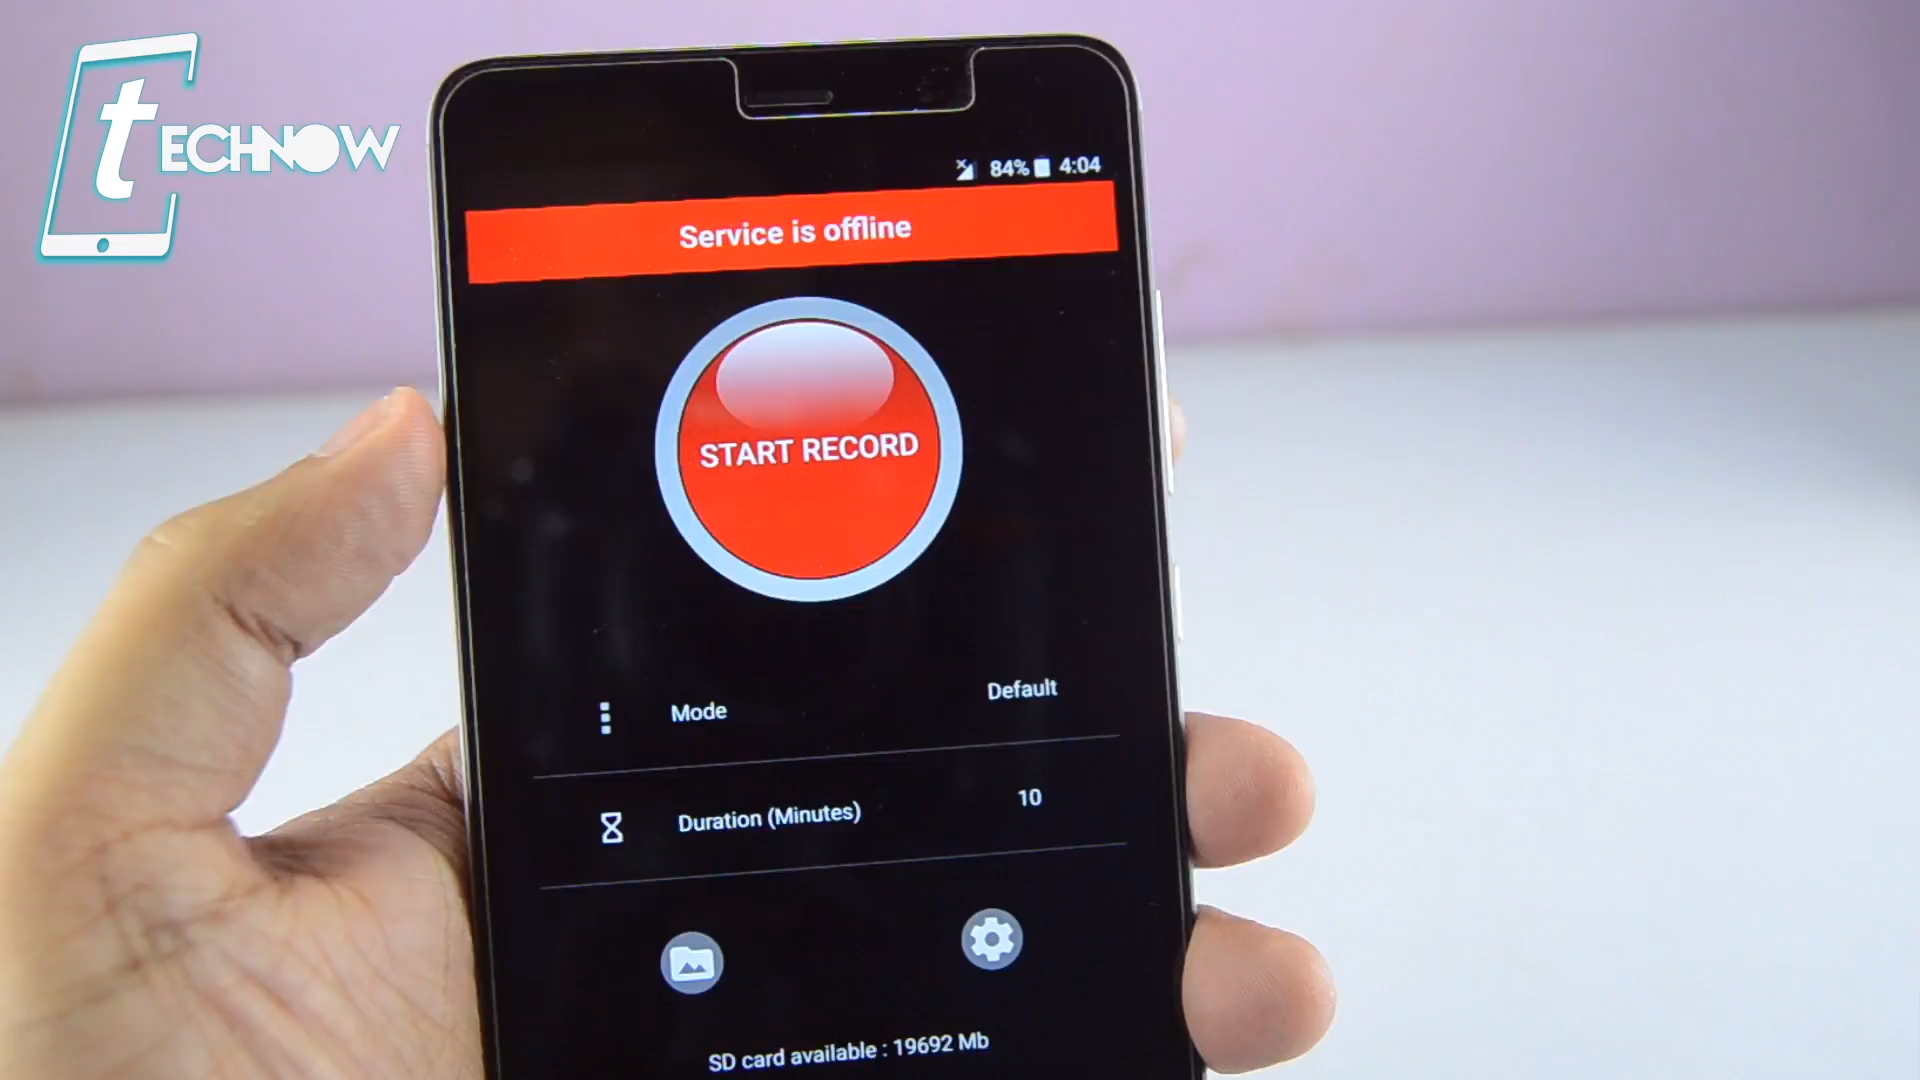 tECHNOW
84% 4:04
Service is offline
START RECORD
Mode Default
Duration (Minutes) 10
SD card available : 19692 Mb